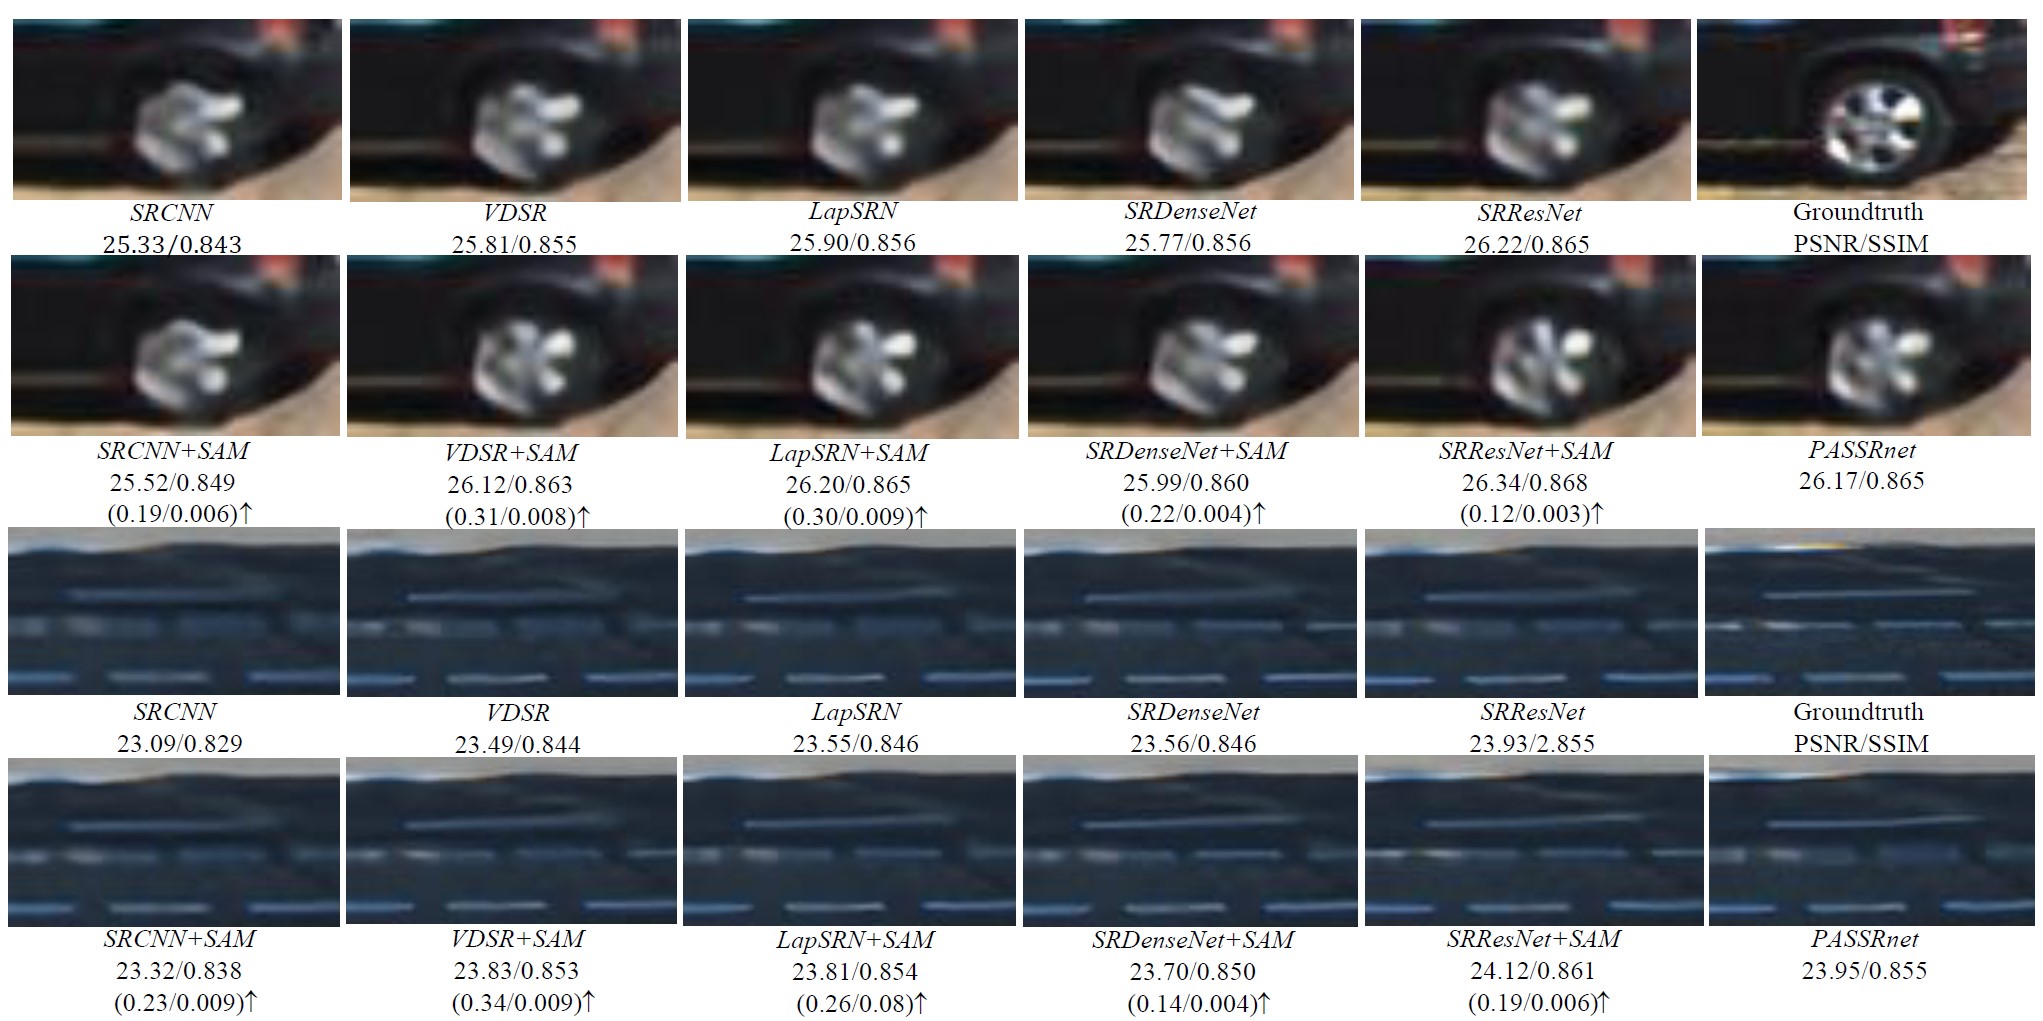 SRCNN VDSR LapSRN SRDenseNet SRResNet Groundtruth
25.33/0.843 25.81/0.855 25.90/0.856 25.77/0.856 26.22/0.865 PSNR/SSIM
SRCNN+SAM VDSR+SAM LapSRN+SAM SRDenseNet+SAM SRResNet+SAM PASSRnet
25.52/0.849 26.12/0.863 26.20/0.865 25.99/0.860 26.34/0.868 26.17/0.865
(0.19/0.006)↑ (0.31/0.008)↑ (0.30/0.009)↑ (0.22/0.004)↑ (0.12/0.003)↑
SRCNN VDSR LapSRN SRDenseNet SRResNet Groundtruth
23.09/0.829 23.49/0.844 23.55/0.846 23.56/0.846 23.93/2.855 PSNR/SSIM
SRCNN+SAM VDSR+SAM LapSRN+SAM SRDenseNet+SAM SRResNet+SAM PASSRnet
23.32/0.838 23.83/0.853 23.81/0.854 23.70/0.850 24.12/0.861 23.95/0.855
(0.23/0.009)↑ (0.34/0.009)↑ (0.26/0.08)↑ (0.14/0.004)↑ (0.19/0.006)↑